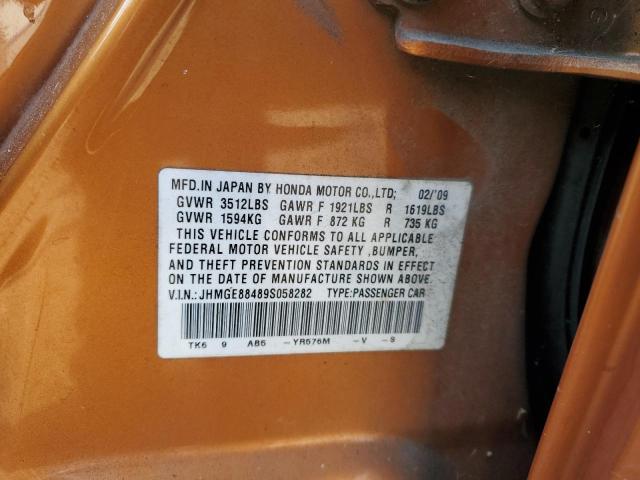 MFD.IN JAPAN BY HONDA MOTOR CO.,LTD; 02/'09
GVWR 3512LBS GAWR F 1921LBS R 1619LBS
GVWR 1594KG GAWR F 872 KG R 735 KG
THIS VEHICLE CONFORMS TO ALL APPLICABLE
FEDERAL MOTOR VEHICLE SAFETY ,BUMPER,
AND THEFT PREVENTION STANDARDS IN EFFECT
ON THE DATE OF MANUFACTURE SHOWN ABOVE.
V.I.N.: JHMGE88489S058282 TYPE:PASSENGER CAR
TK6 9 AB6 -YR576M -V -S